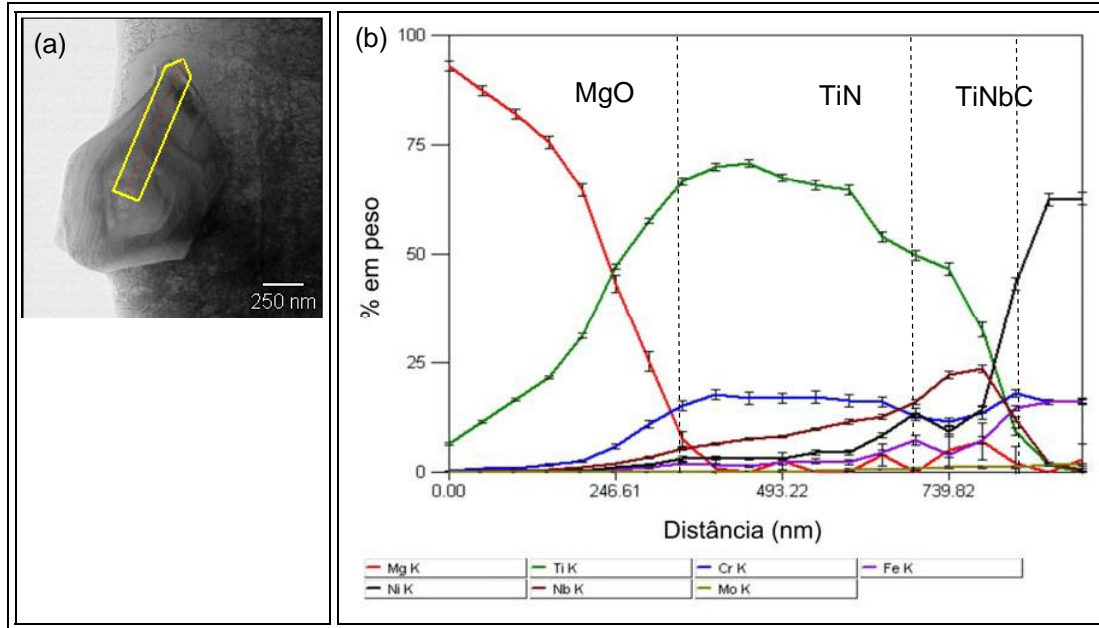 (a)
250 nm
(b)
100
75
50
25
0
% em peso
MgO TiN TiNbC
0.00 246.61 493.22 739.82
Distância (nm)
Mg K Ti K Cr K Fe K
Ni K Nb K Mo K